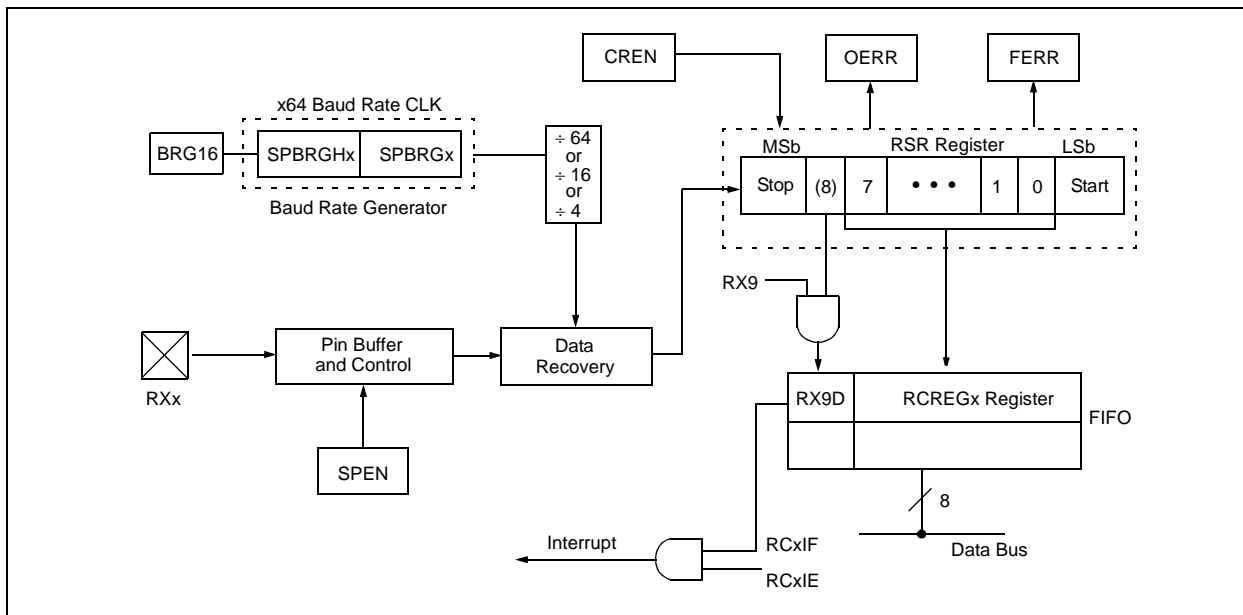 CREN
OERR
FERR
x64 Baud Rate CLK
BRG16
SPBRGHx
SPBRGx
Baud Rate Generator
÷ 64
or
÷ 16
or
÷ 4
MSb
RSR Register
LSb
Stop
(8)
7
• • •
1
0
Start
RX9
RXx
Pin Buffer
and Control
Data
Recovery
SPEN
RX9D
RCREGx Register
FIFO
8
Data Bus
Interrupt
RCxIF
RCxIE